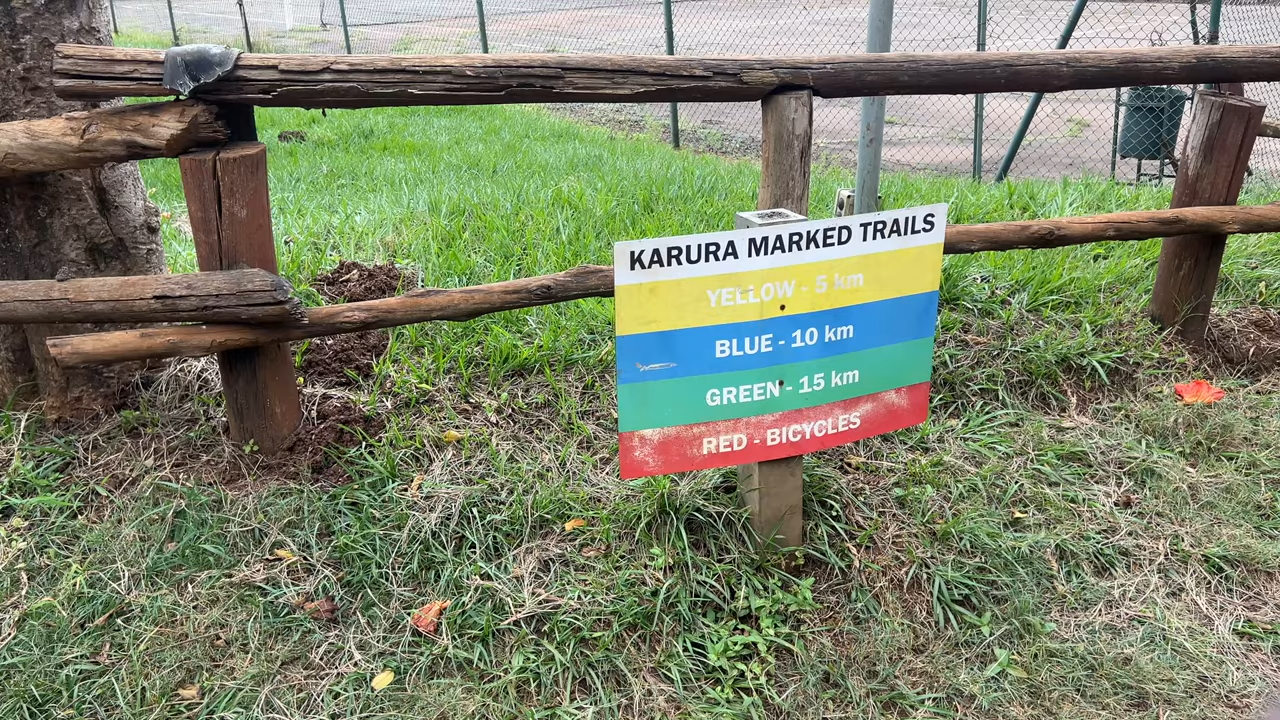 KARURA MARKED TRAILS
YELLOW - 5 km
BLUE - 10 km
GREEN - 15 km
RED - BICYCLES